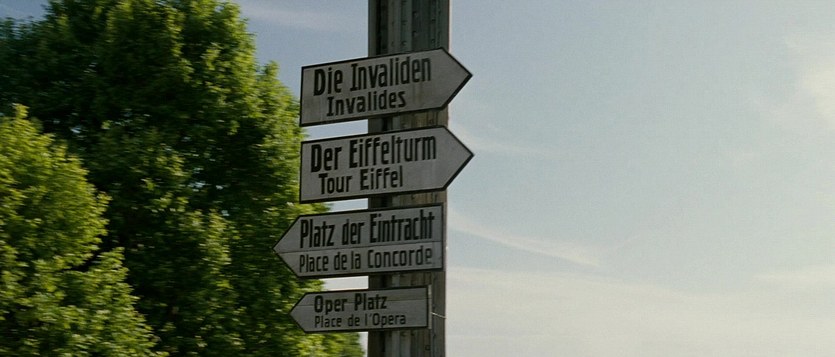 Die Invaliden
Invalides
Der Eiffelturm
Tour Eiffel
Platz der Eintracht
Place de la Concorde
Oper Platz
Place de l'Opera